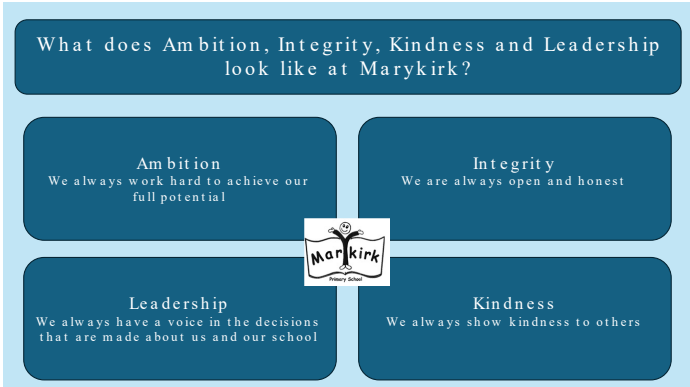 What does Ambition, Integrity, Kindness and Leadership
look like at Marykirk?
Ambition
We always work hard to achieve our
full potential
Integrity
We are always open and honest
Marykirk
Primary School
Leadership
We always have a voice in the decisions
that are made about us and our school
Kindness
We always show kindness to others